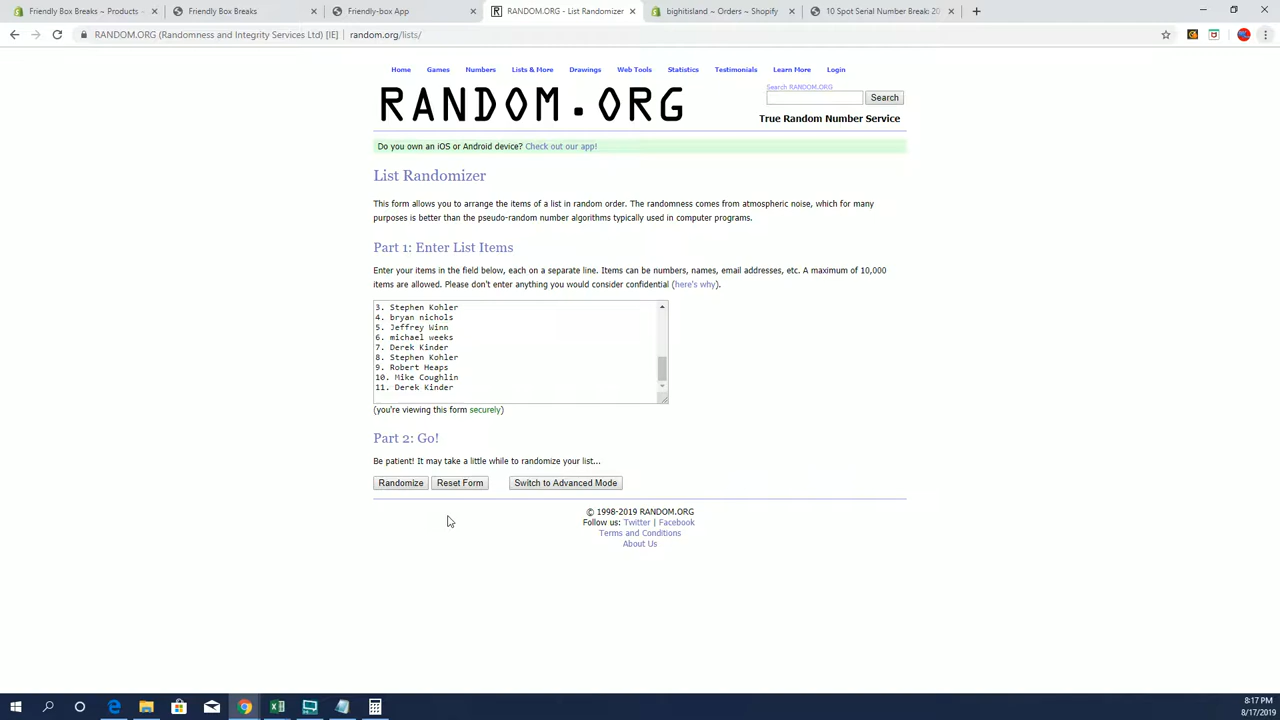 Friendly Box Breaks ~ Products ~
Friendly Box Breaks
Friendly-box App
RANDOM.ORG - List Randomizer
bighitisland ~ Orders ~ Shopify
10 Spot Serial Number Break: 20
RANDOM.ORG (Randomness and Integrity Services Ltd) [IE] | random.org/lists/
Home Games Numbers Lists & More Drawings Web Tools Statistics Testimonials Learn More Login
RANDOM.ORG
Search RANDOM.ORG
Search
True Random Number Service
Do you own an iOS or Android device? Check out our app!
List Randomizer
This form allows you to arrange the items of a list in random order. The randomness comes from atmospheric noise, which for many
purposes is better than the pseudo-random number algorithms typically used in computer programs.
Part 1: Enter List Items
Enter your items in the field below, each on a separate line. Items can be numbers, names, email addresses, etc. A maximum of 10,000
items are allowed. Please don't enter anything you would consider confidential (here's why).
3. Stephen Kohler
4. bryan nichols
5. Jeffrey Winn
6. michael weeks
7. Derek Kinder
8. Stephen Kohler
9. Robert Heaps
10. Mike Coughlin
11. Derek Kinder
(you're viewing this form securely)
Part 2: Go!
Be patient! It may take a little while to randomize your list...
Randomize Reset Form Switch to Advanced Mode
© 1998-2019 RANDOM.ORG
Follow us: Twitter | Facebook
Terms and Conditions
About Us
8:17 PM
8/17/2019